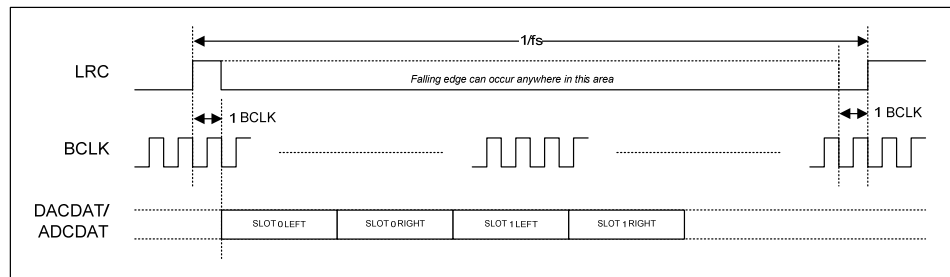 1/fs
LRC
Falling edge can occur anywhere in this area
1 BCLK
1 BCLK
BCLK
DACDAT/
ADCDAT
SLOT 0 LEFT
SLOT 0 RIGHT
SLOT 1 LEFT
SLOT 1 RIGHT